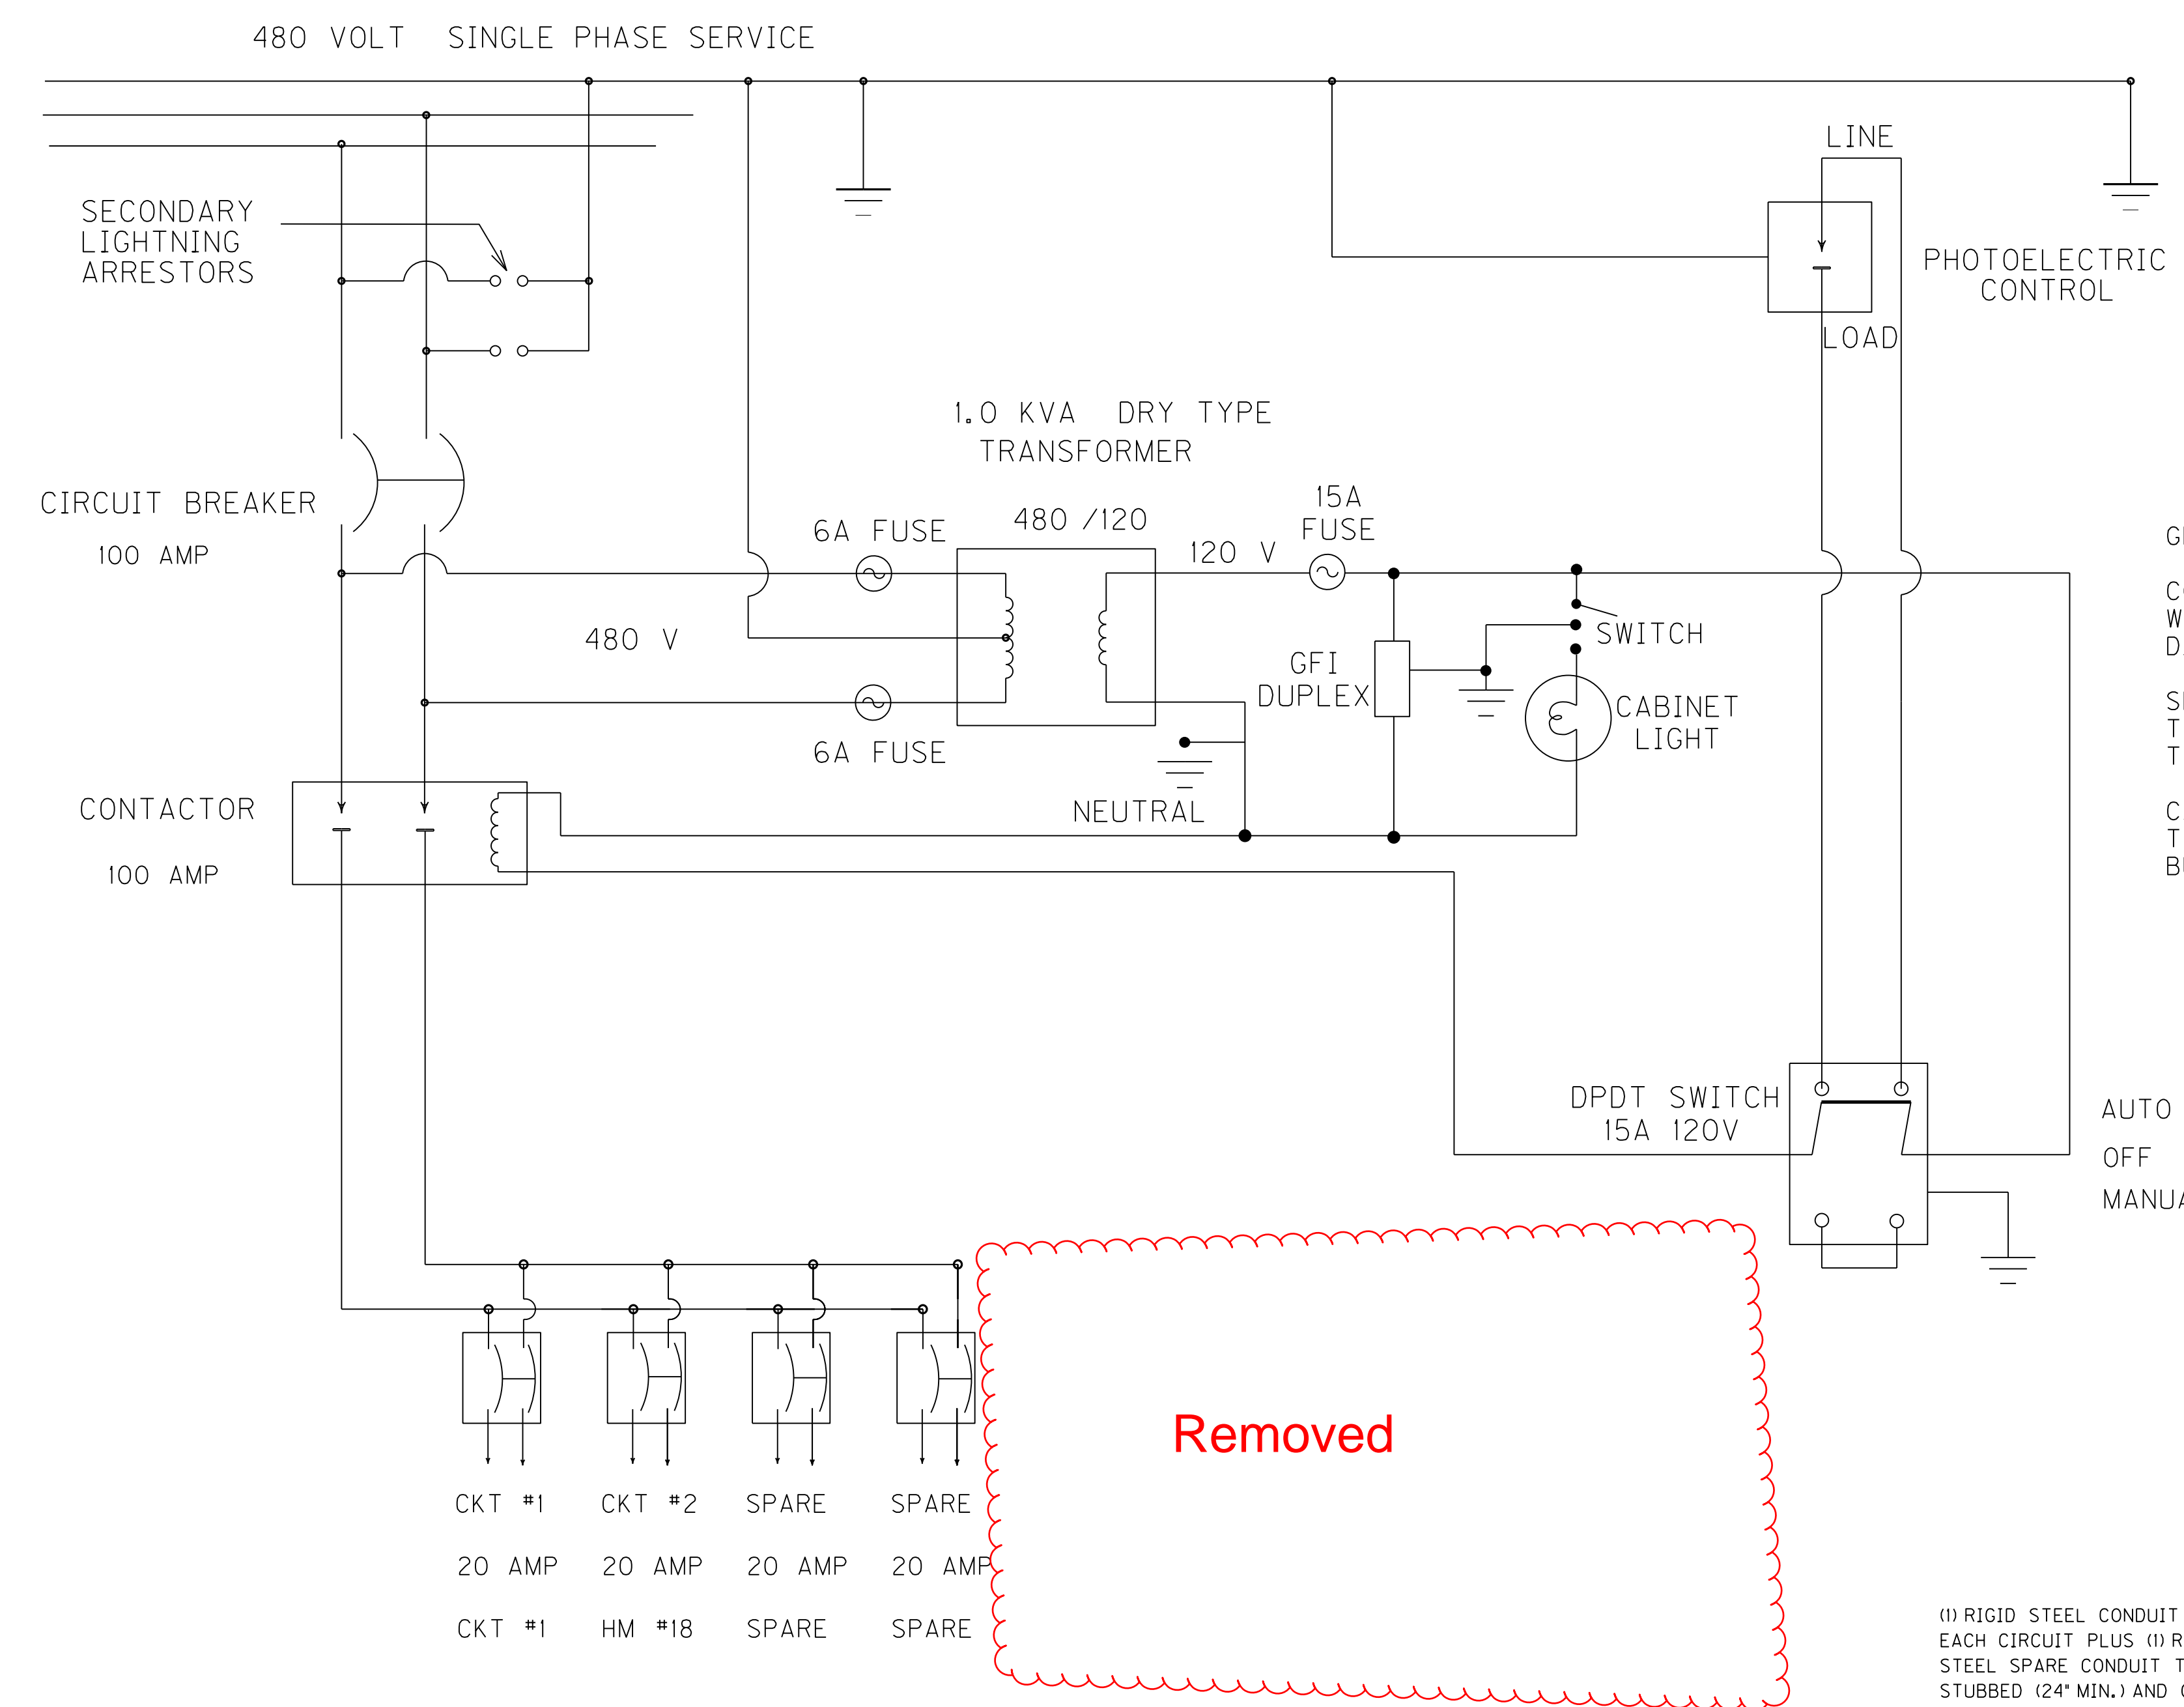 480 VOLT SINGLE PHASE SERVICE
LINE
SECONDARY
LIGHTNING
ARRESTORS
PHOTOELECTRIC
CONTROL
LOAD
1.0 KVA DRY TYPE
TRANSFORMER
CIRCUIT BREAKER
100 AMP
6A FUSE
480 /120
120 V
15A
FUSE
480 V
SWITCH
GFI
DUPLEX
CABINET
LIGHT
6A FUSE
NEUTRAL
CONTACTOR
100 AMP
DPDT SWITCH
15A 120V
AUTO
OFF
Removed
CKT #1
CKT #2
SPARE
SPARE
20 AMP
20 AMP
20 AMP
20 AMP
CKT #1
HM #18
SPARE
SPARE
(1) RIGID STEEL CONDUIT
EACH CIRCUIT PLUS (1)
STEEL SPARE CONDUIT
STUBBED (24" MIN.) AND